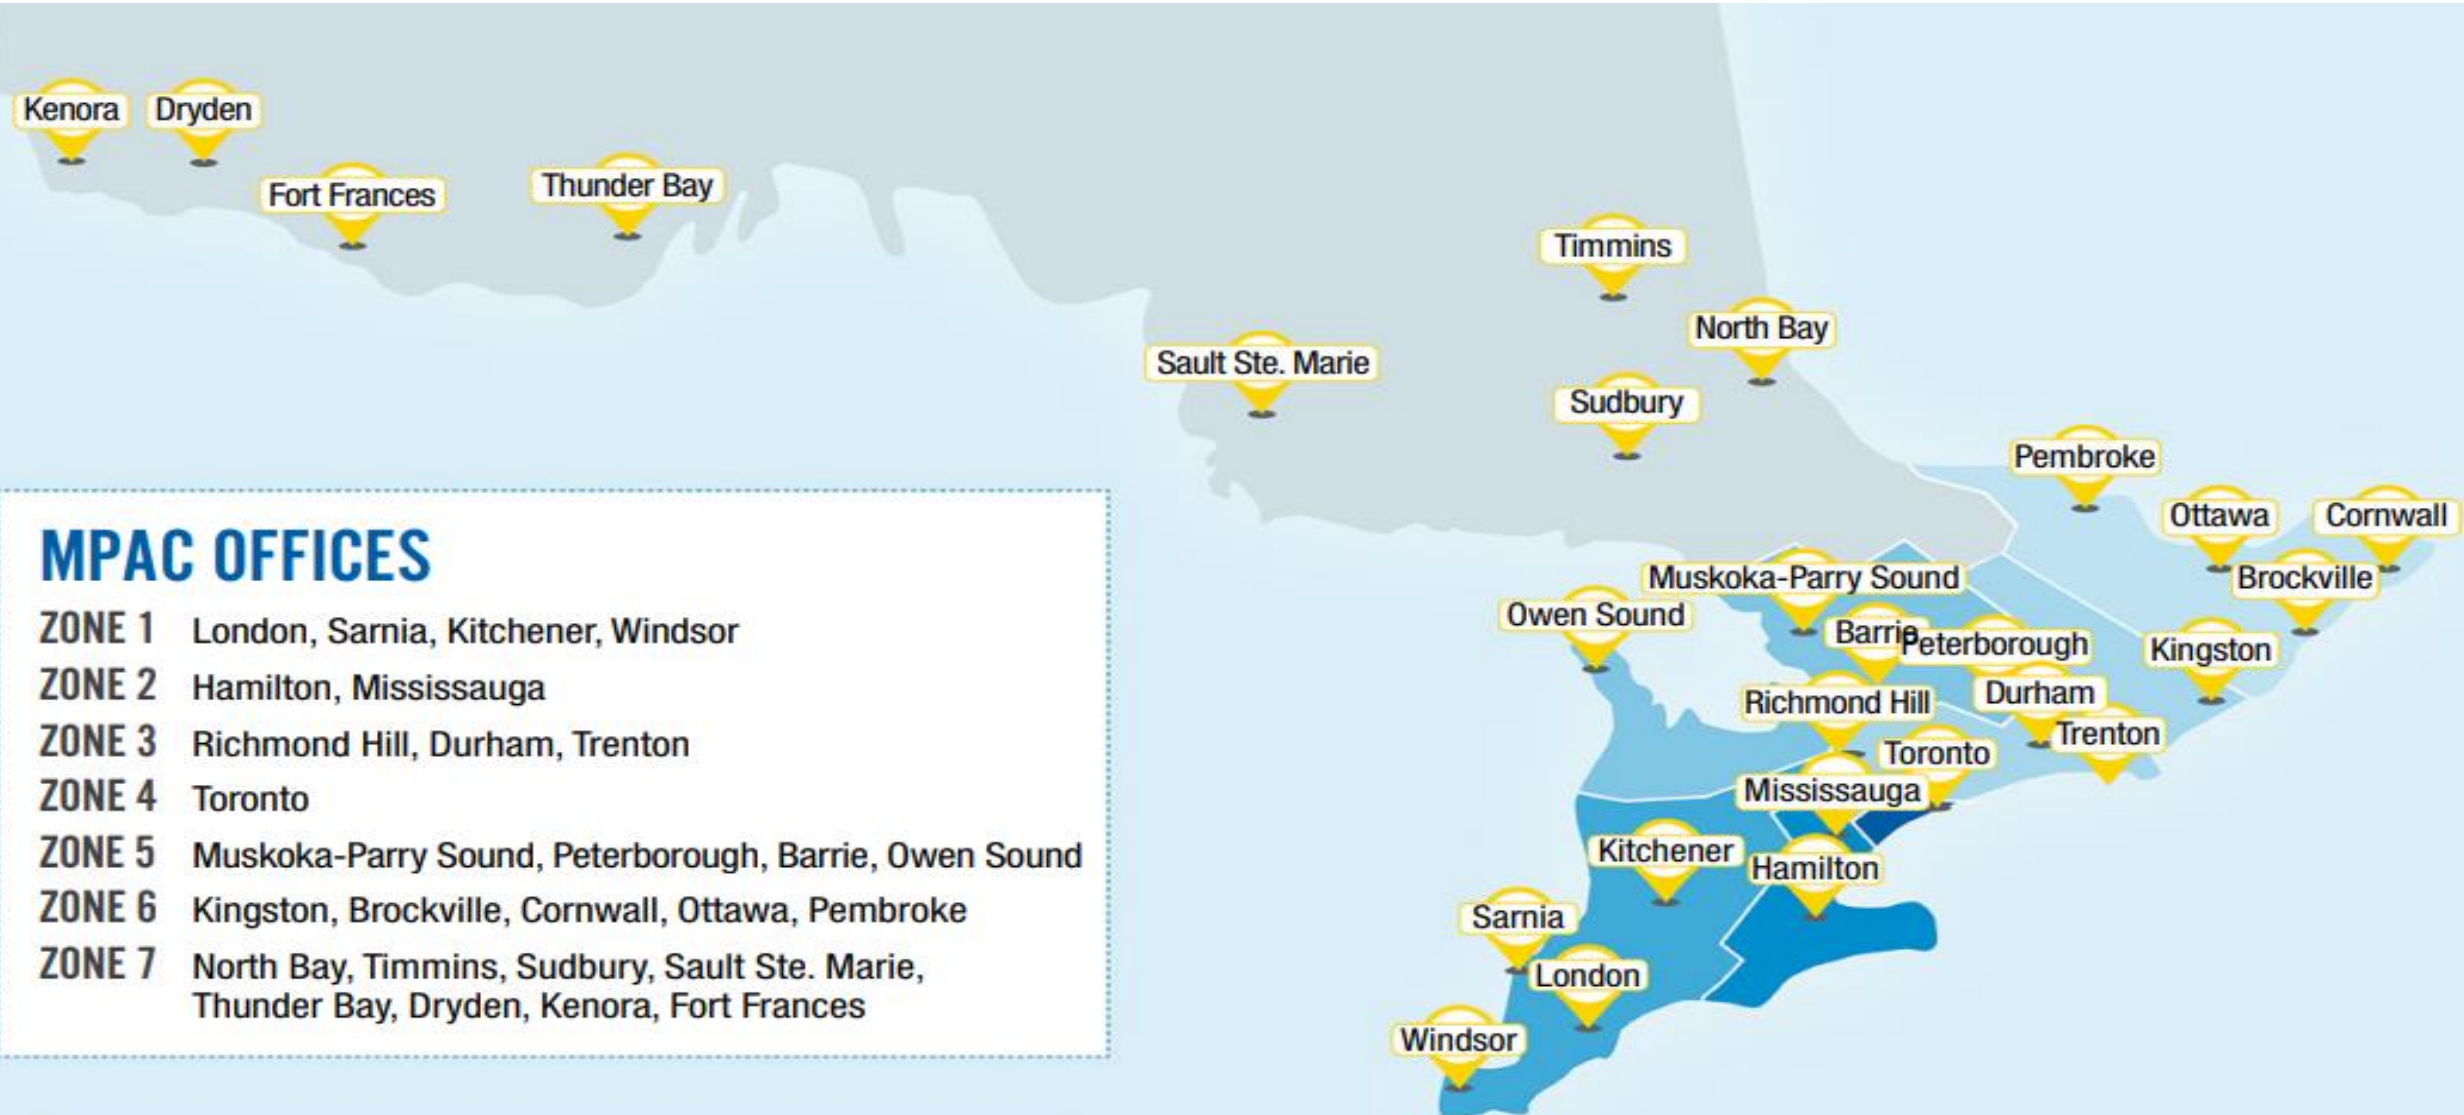 Kenora
Dryden
Fort Frances
Thunder Bay
Timmins
North Bay
Sault Ste. Marie
Sudbury
Pembroke
Ottawa
Cornwall
Muskoka-Parry Sound
Brockville
Owen Sound
Barrie
Peterborough
Kingston
Richmond Hill
Durham
Trenton
Toronto
Mississauga
Kitchener
Hamilton
Sarnia
London
Windsor
MPAC OFFICES
ZONE 1 London, Sarnia, Kitchener, Windsor
ZONE 2 Hamilton, Mississauga
ZONE 3 Richmond Hill, Durham, Trenton
ZONE 4 Toronto
ZONE 5 Muskoka-Parry Sound, Peterborough, Barrie, Owen Sound
ZONE 6 Kingston, Brockville, Cornwall, Ottawa, Pembroke
ZONE 7 North Bay, Timmins, Sudbury, Sault Ste. Marie,
Thunder Bay, Dryden, Kenora, Fort Frances